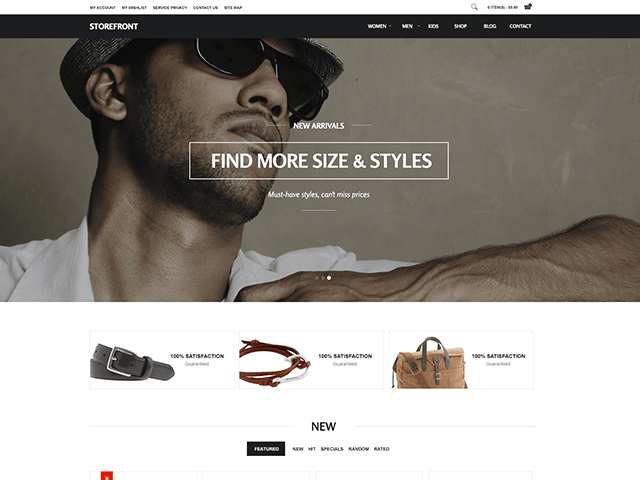 MY ACCOUNT MY WISHLIST SERVICE PRIVACY CONTACT US SITE MAP 0 ITEM(S) - $0.00
STOREFRONT WOMEN MEN KIDS SHOP BLOG CONTACT
NEW ARRIVALS
FIND MORE SIZE & STYLES
Must-have styles, can't miss prices
100% SATISFACTION
Guaranteed
100% SATISFACTION
Guaranteed
100% SATISFACTION
Guaranteed
NEW
FEATURED NEW HIT SPECIALS RANDOM RATED